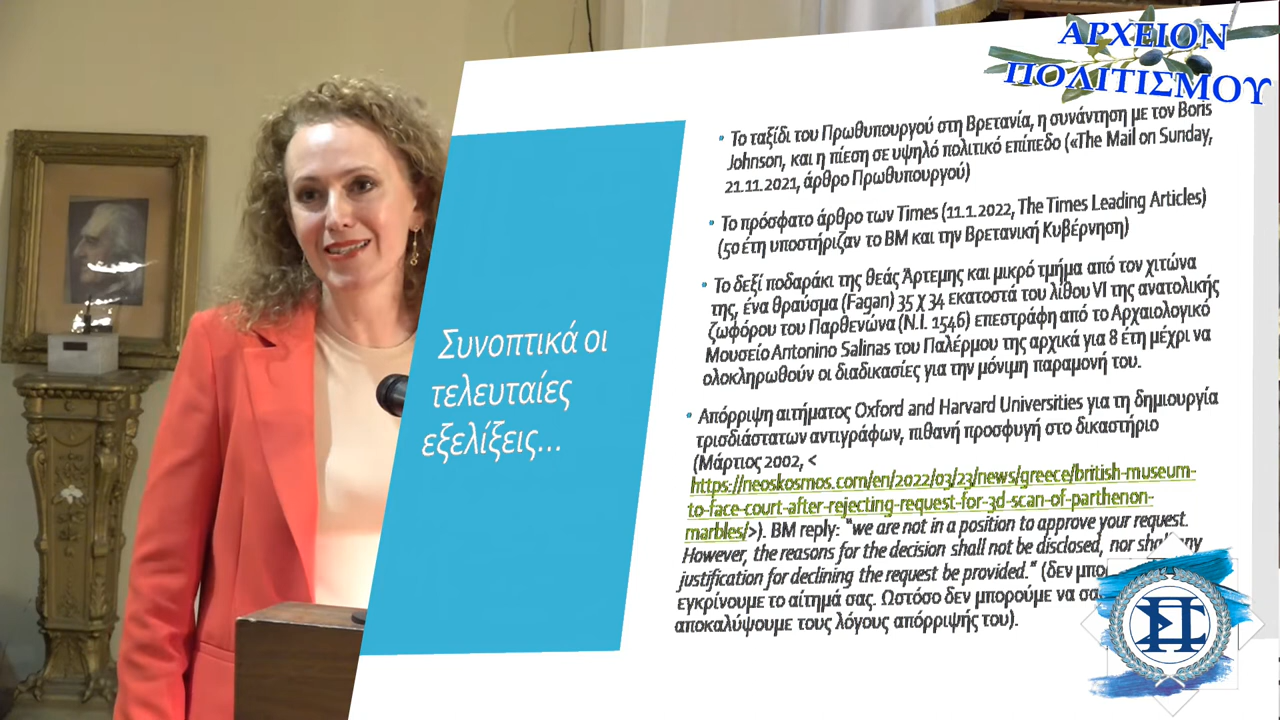 ΑΡΧΕΙΟΝ
ΠΟΛΙΤΙΣΜΟΥ
Συνοπτικά οι
τελευταίες
εξελίξεις...
• Το ταξίδι του Πρωθυπουργού στη Βρετανία, η συνάντηση με τον Boris
Johnson, και η πίεση σε υψηλό πολιτικό επίπεδο («The Mail on Sunday,
21.11.2021, άρθρο Πρωθυπουργού)
• Το πρόσφατο άρθρο των Times (11.1.2022, The Times Leading Articles)
(50 έτη υποστήριζαν το ΒΜ και την Βρετανική Κυβέρνηση)
• Το δεξί ποδαράκι της θεάς Άρτεμης και μικρό τμήμα από τον χιτώνα
της, ένα θραύσμα (Fagan) 35 χ 34 εκατοστά του λίθου VI της ανατολικής
ζωφόρου του Παρθενώνα (N.I. 1546) επεστράφη από το Αρχαιολογικό
Μουσείο Antonino Salinas του Παλέρμου της αρχικά για 8 έτη μέχρι να
ολοκληρωθούν οι διαδικασίες για την μόνιμη παραμονή του.
• Απόρριψη αιτήματος Oxford and Harvard Universities για τη δημιουργία
τρισδιάστατων αντιγράφων, πιθανή προσφυγή στο δικαστήριο
(Μάρτιος 2002, <
https://neoskosmos.com/en/2022/03/23/news/greece/british-museum-
to-face-court-after-rejecting-request-for-3d-scan-of-parthenon-
marbles/>). BM reply: "we are not in a position to approve your request.
However, the reasons for the decision shall not be disclosed, nor shall any
justification for declining the request be provided." (δεν
εγκρίνουμε το αίτημά σας. Ωστόσο δεν μπορούμε να
αποκαλύψουμε τους λόγους απόρριψής του).